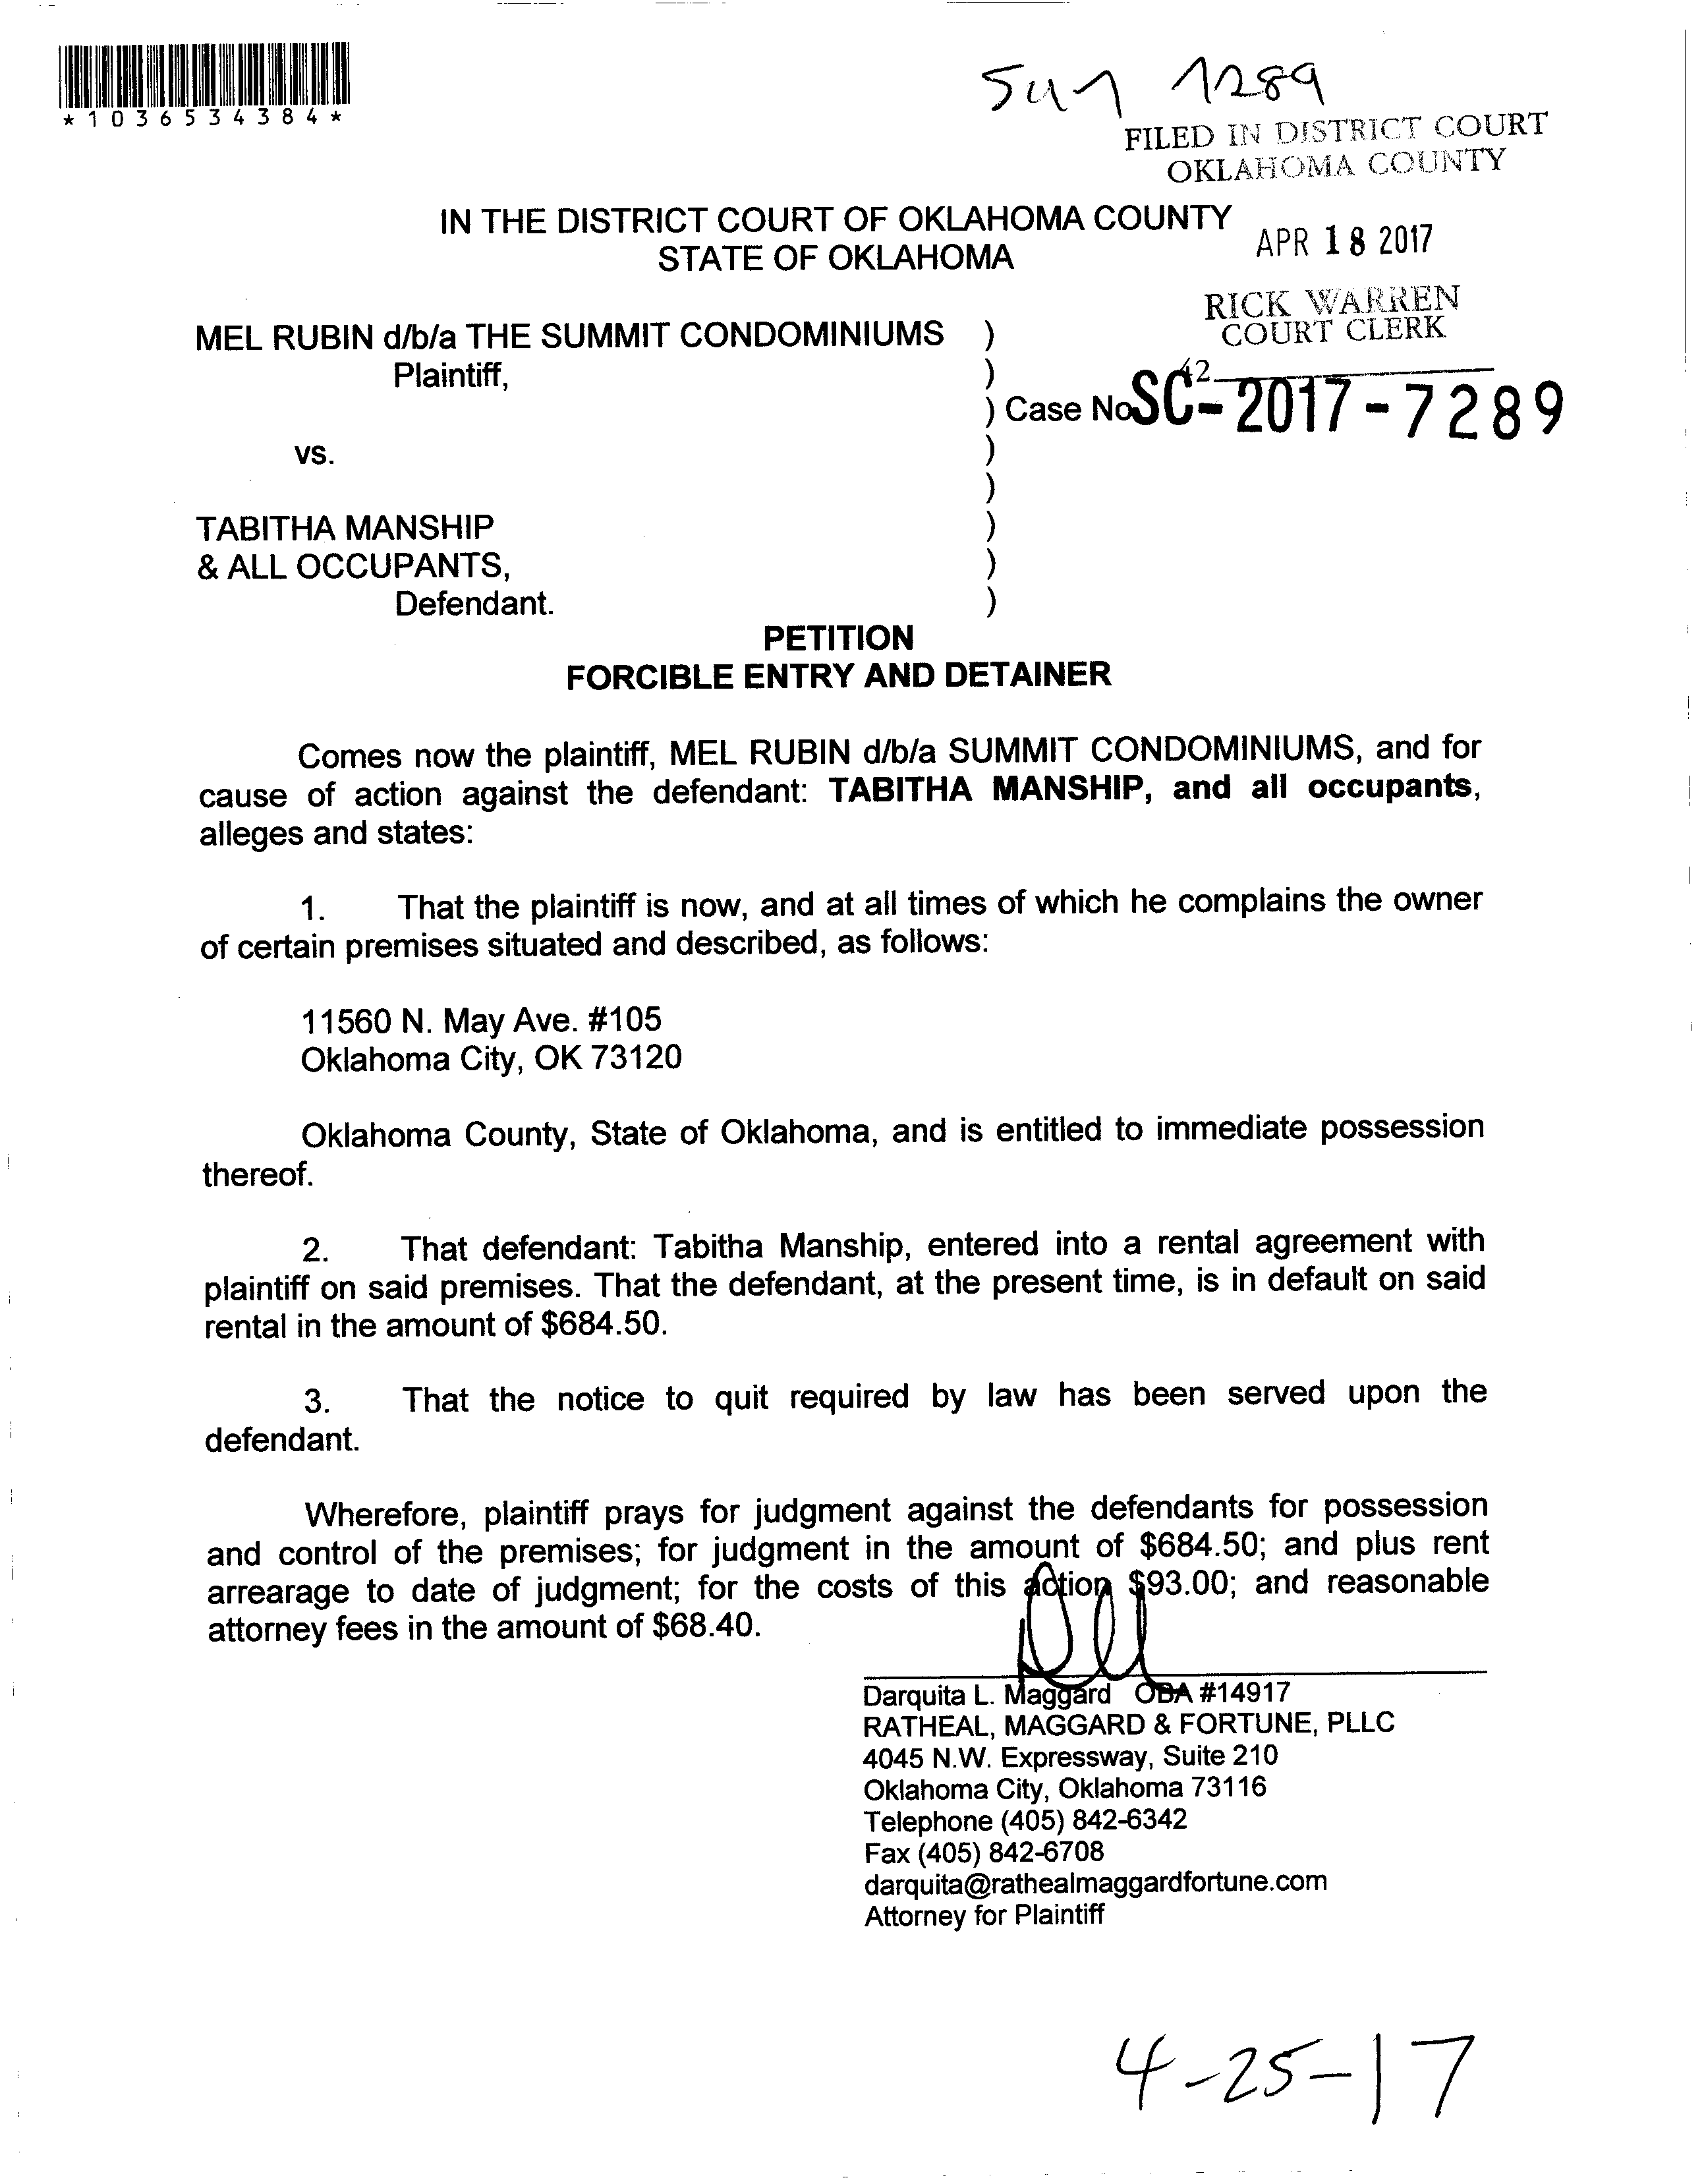 *1036534384*
1289
FILED IN DISTRICT COURT
OKLAHOMA COUNTY
IN THE DISTRICT COURT OF OKLAHOMA COUNTY
STATE OF OKLAHOMA
APR 18 2017
RICK WARREN
COURT CLERK
42
MEL RUBIN d/b/a THE SUMMIT CONDOMINIUMS )
Plaintiff, )
) Case No SC-2017-7289
vs. )
)
TABITHA MANSHIP )
& ALL OCCUPANTS, )
Defendant. )
PETITION
FORCIBLE ENTRY AND DETAINER
Comes now the plaintiff, MEL RUBIN d/b/a SUMMIT CONDOMINIUMS, and for
cause of action against the defendant: TABITHA MANSHIP, and all occupants,
alleges and states:
1. That the plaintiff is now, and at all times of which he complains the owner
of certain premises situated and described, as follows:
11560 N. May Ave. #105
Oklahoma City, OK 73120
Oklahoma County, State of Oklahoma, and is entitled to immediate possession
thereof.
2. That defendant: Tabitha Manship, entered into a rental agreement with
plaintiff on said premises. That the defendant, at the present time, is in default on said
rental in the amount of $684.50.
3. That the notice to quit required by law has been served upon the
defendant.
Wherefore, plaintiff prays for judgment against the defendants for possession
and control of the premises; for judgment in the amount of $684.50; and plus rent
arrearage to date of judgment; for the costs of this action $93.00; and reasonable
attorney fees in the amount of $68.40.
Darquita L. Maggard OBA #14917
RATHEAL, MAGGARD & FORTUNE, PLLC
4045 N.W. Expressway, Suite 210
Oklahoma City, Oklahoma 73116
Telephone (405) 842-6342
Fax (405) 842-6708
darquita@rathealmaggardfortune.com
Attorney for Plaintiff
4-25-17